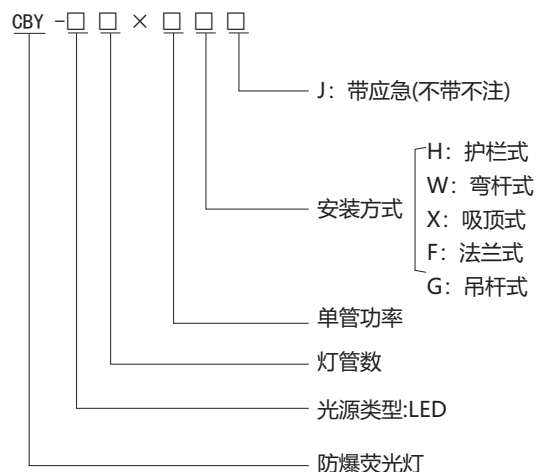 CBY -□ □ × □ □ □
J：带应急(不带不注)
安装方式
H：护栏式
W：弯杆式
X：吸顶式
F：法兰式
G：吊杆式
单管功率
灯管数
光源类型:LED
防爆荧光灯